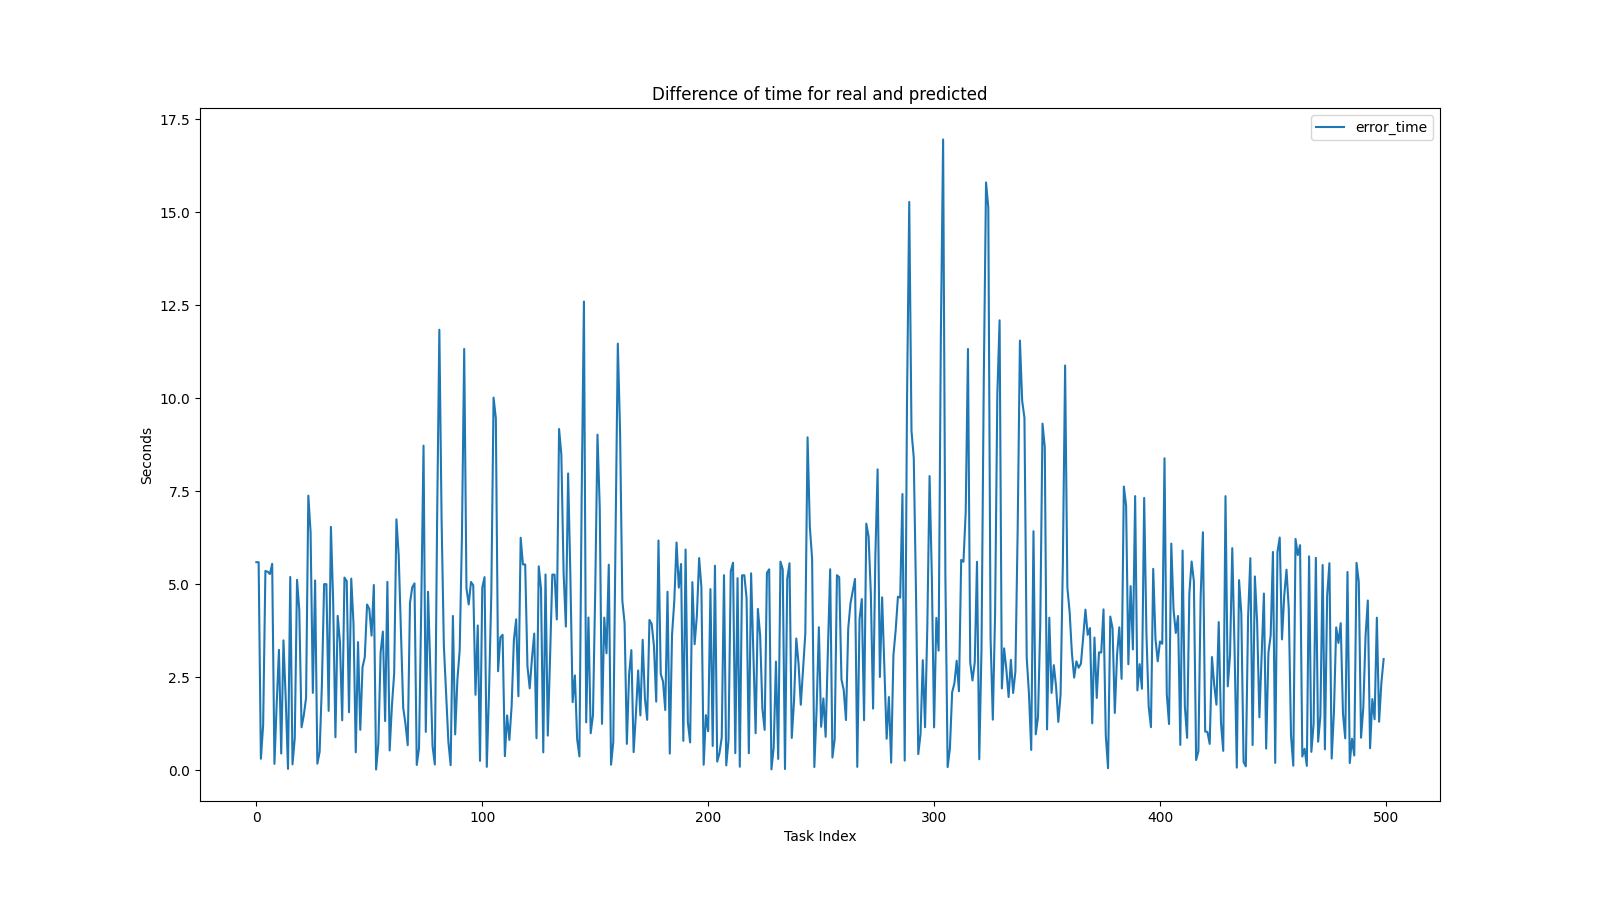 Difference of time for real and predicted
error_time
17.5
15.0
12.5
10.0
7.5
5.0
2.5
0.0
Seconds
0 100 200 300 400 500
Task Index